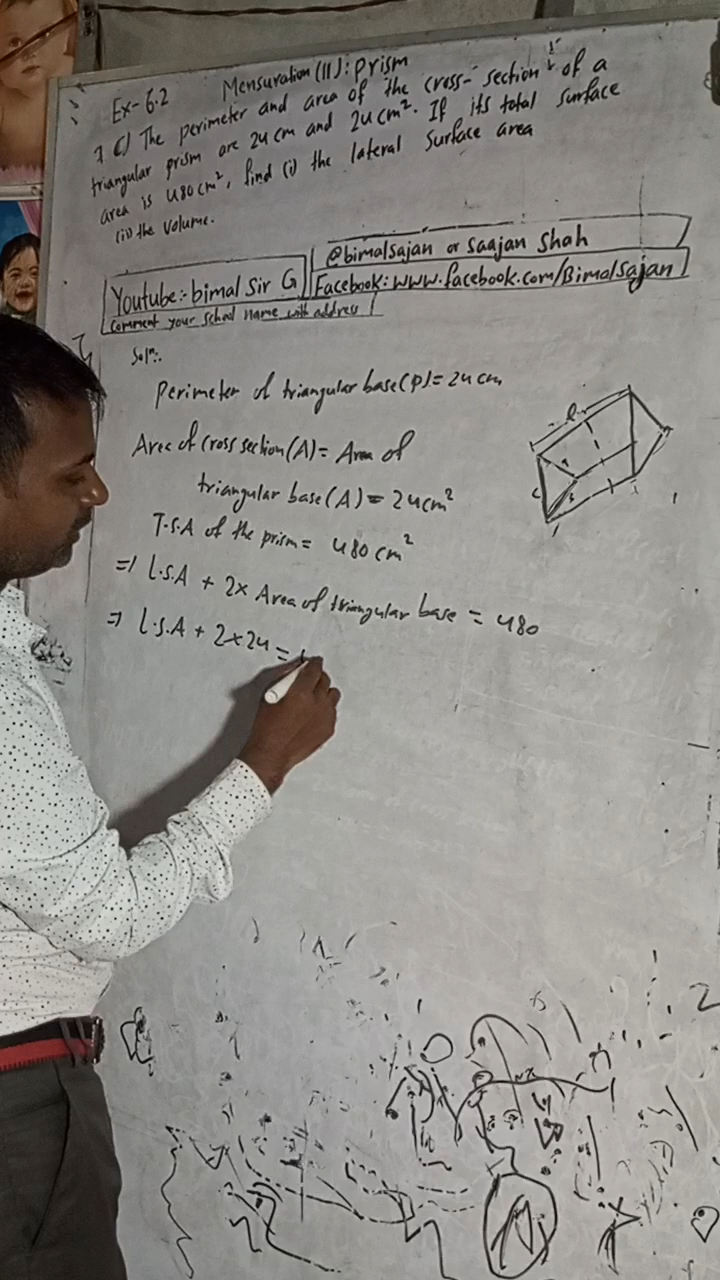 Ex-6.2 Mensuration (II): prism
7. c) The perimeter and area of the cross-section of a
triangular prism are 24 cm and 24 cm². If its total surface
area is 480 cm², find (i) the lateral surface area
(ii) the volume.
@bimalsajan or Saajan Shah
Youtube:- bimal Sir G
Facebook: www.facebook.com/Bimalsajan
Comment your school name with address
Solⁿ:
Perimeter of triangular base (p) = 24 cm
Area of cross section (A) = Area of
triangular base (A) = 24 cm²
T.S.A of the prism = 480 cm²
⇒ L.S.A + 2× Area of triangular base = 480
⇒ L.S.A + 2×24 =
l